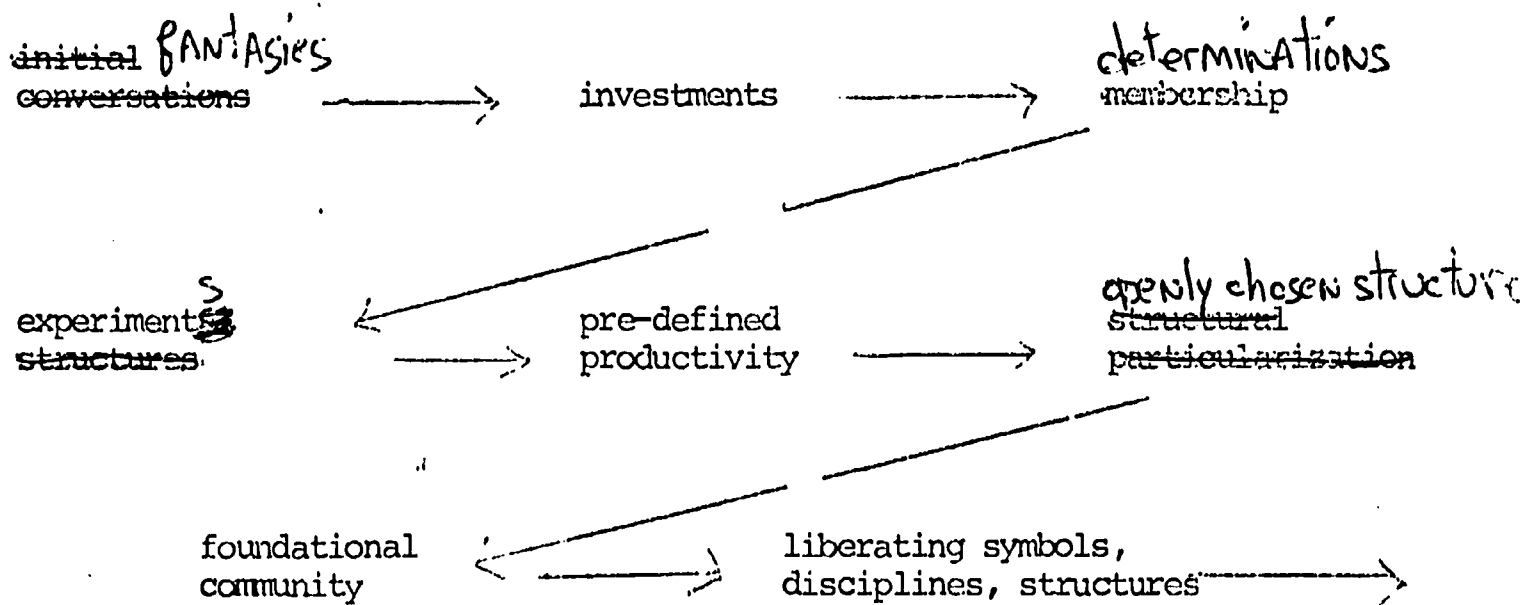 initial fantasies determinations
conversations investments membership
experiments pre-defined openly chosen structure
structures productivity structural
particularization
foundational liberating symbols,
community disciplines, structures